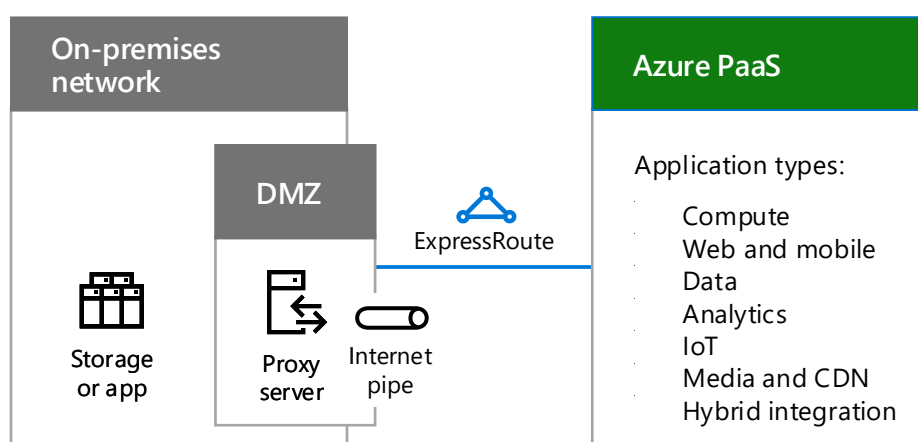 On-premises
network
Azure PaaS
DMZ
Application types:
Compute
Web and mobile
Data
Analytics
IoT
Media and CDN
Hybrid integration
ExpressRoute
Storage
or app
Proxy
server
Internet
pipe